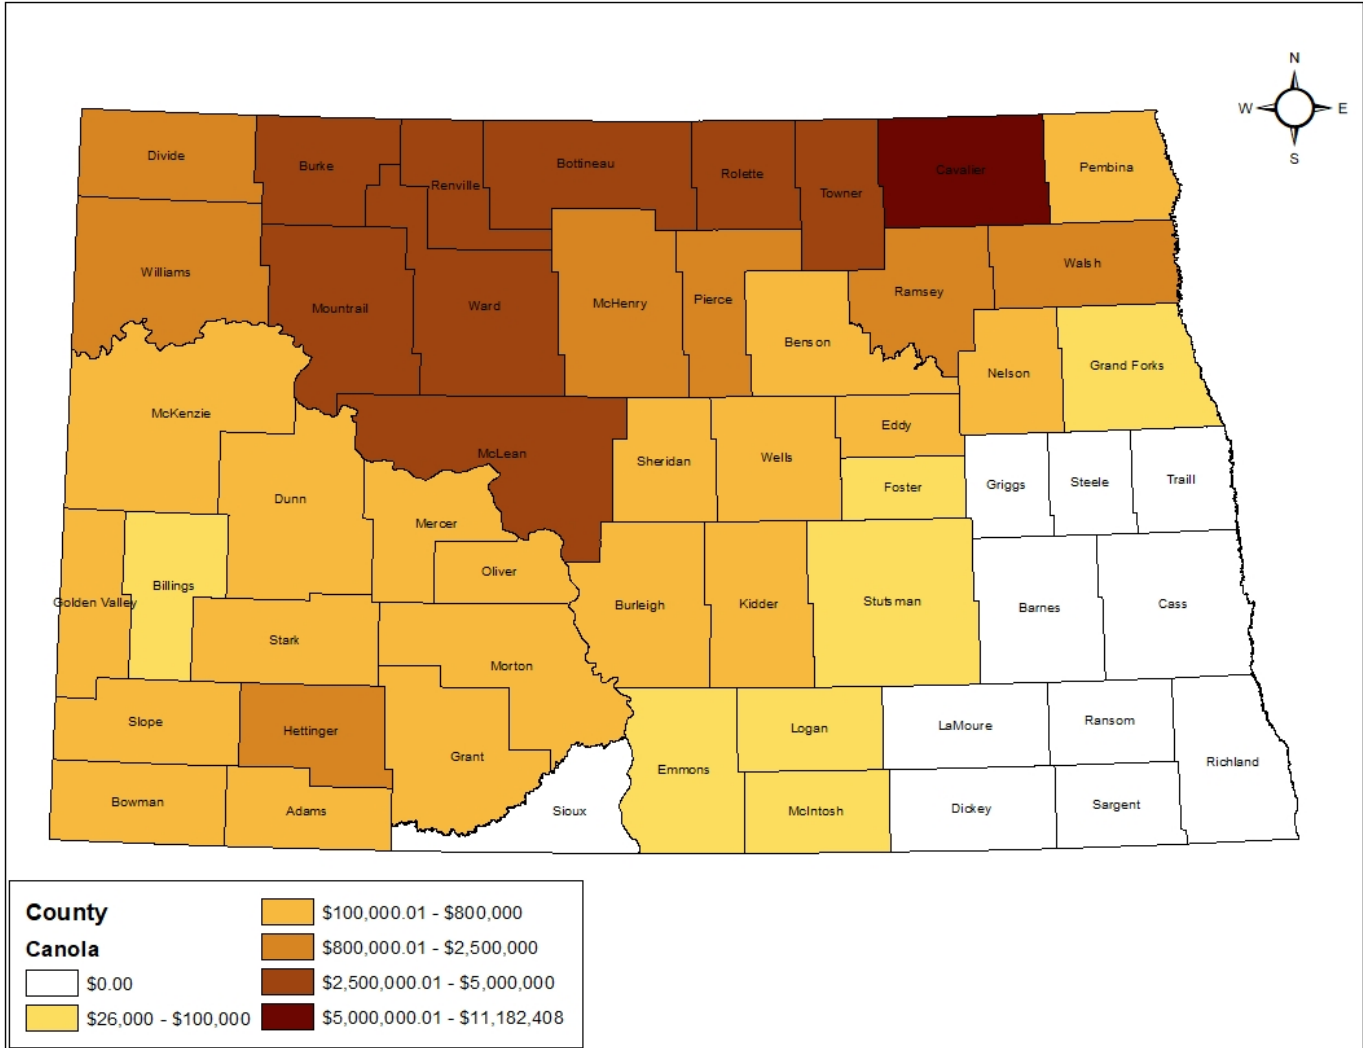 N
W E
S
Divide
Burke
Renville
Bottineau
Rolette
Towner
Cavalier
Pembina
Williams
Mountrail
Ward
McHenry
Pierce
Benson
Ramsey
Walsh
Nelson
Grand Forks
McKenzie
Dunn
McLean
Mercer
Oliver
Sheridan
Wells
Eddy
Foster
Griggs
Steele
Traill
Golden Valley
Billings
Stark
Morton
Burleigh
Kidder
Stutsman
Barnes
Cass
Slope
Hettinger
Grant
Bowman
Adams
Sioux
Emmons
Logan
McIntosh
LaMoure
Ransom
Richland
Dickey
Sargent
County
Canola
$0.00
$26,000 - $100,000
$100,000.01 - $800,000
$800,000.01 - $2,500,000
$2,500,000.01 - $5,000,000
$5,000,000.01 - $11,182,408